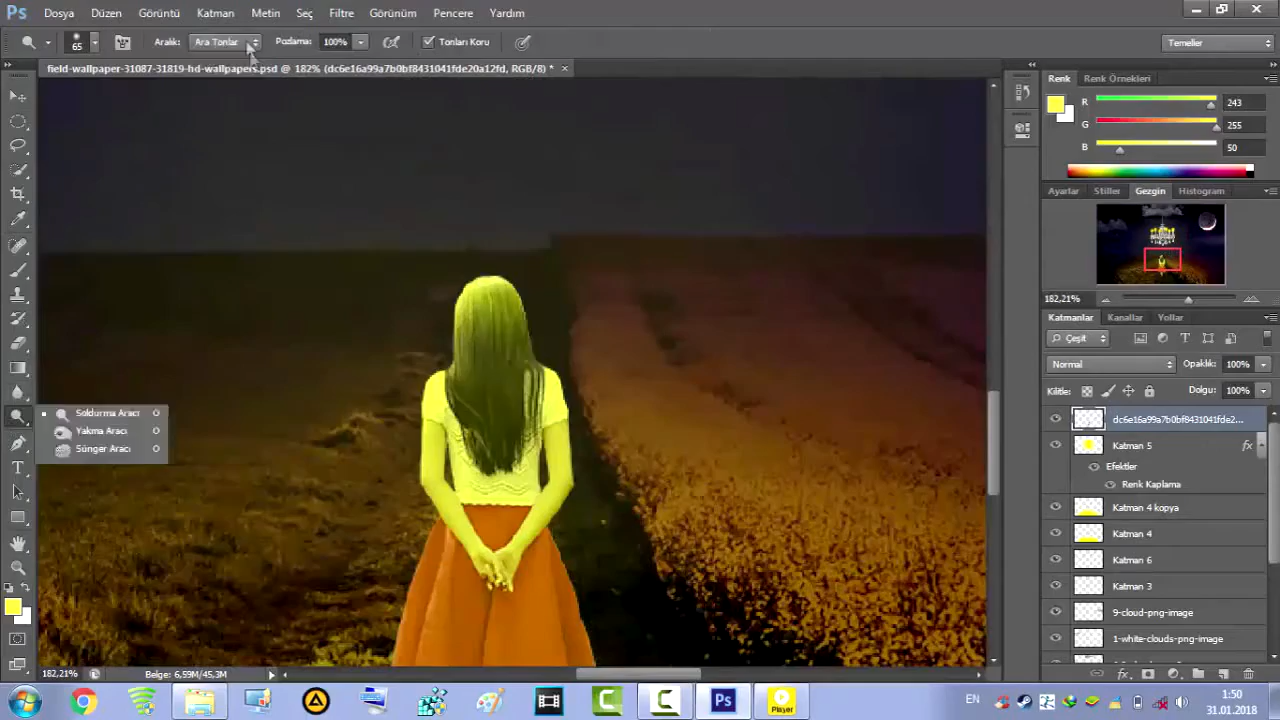 Ps Dosya Düzen Görüntü Katman Metin Seç Filtre Görünüm Pencere Yardım
65 Aralık: Ara Tonlar Pozlama: 100% Tonları Koru Temeller
field-wallpaper-31087-31819-hd-wallpapers.psd @ 182% (dc6e16a99a7b0bf8431041fde20a12fd, RGB/8) *
Renk Renk Örnekleri
R 243
G 255
B 50
Ayarlar Stiller Gezgin Histogram
182,21%
Katmanlar Kanallar Yollar
Çeşit
Normal Opaklık: 100%
Kilitle: Dolgu: 100%
dc6e16a99a7b0bf8431041fde2...
Katman 5 fx
Efektler
Renk Kaplama
Katman 4 kopya
Katman 4
Katman 6
Katman 3
9-cloud-png-image
1-white-clouds-png-image
Soldurma Aracı O
Yakma Aracı O
Sünger Aracı O
182,21% Belge: 6,59M/45,3M
Ps Player EN 1:50
31.01.2018